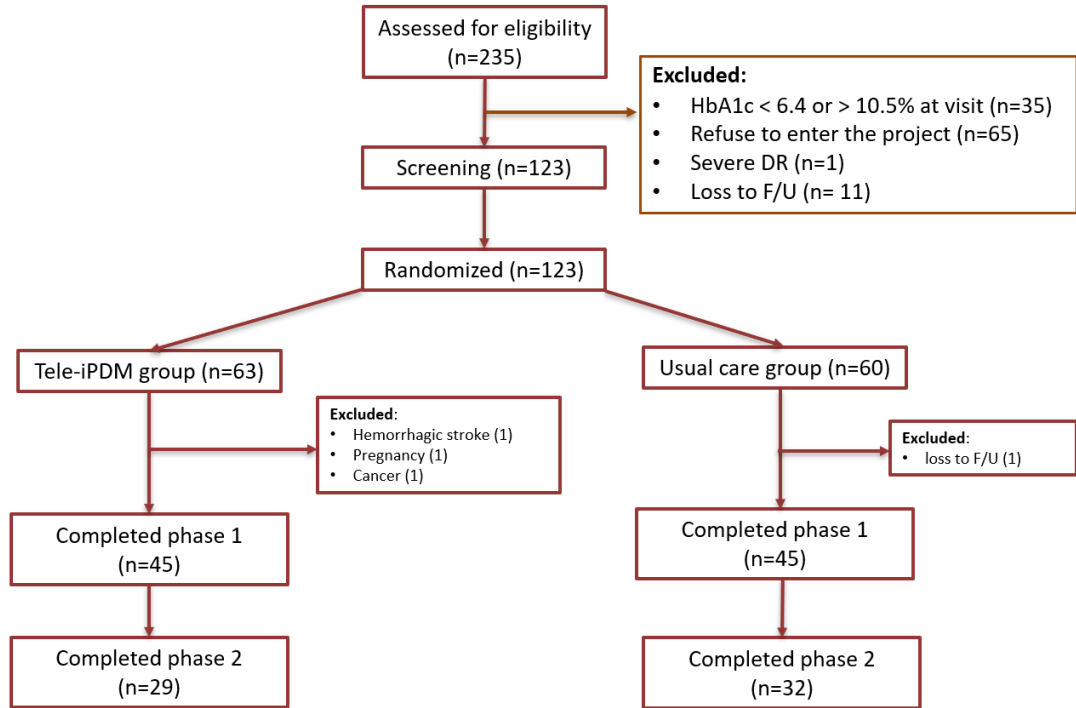 Assessed for eligibility
(n=235)
Excluded:
• HbA1c < 6.4 or > 10.5% at visit (n=35)
• Refuse to enter the project (n=65)
• Severe DR (n=1)
• Loss to F/U (n= 11)
Screening (n=123)
Randomized (n=123)
Tele-iPDM group (n=63)
Usual care group (n=60)
Excluded:
• Hemorrhagic stroke (1)
• Pregnancy (1)
• Cancer (1)
Excluded:
• loss to F/U (1)
Completed phase 1
(n=45)
Completed phase 1
(n=45)
Completed phase 2
(n=29)
Completed phase 2
(n=32)